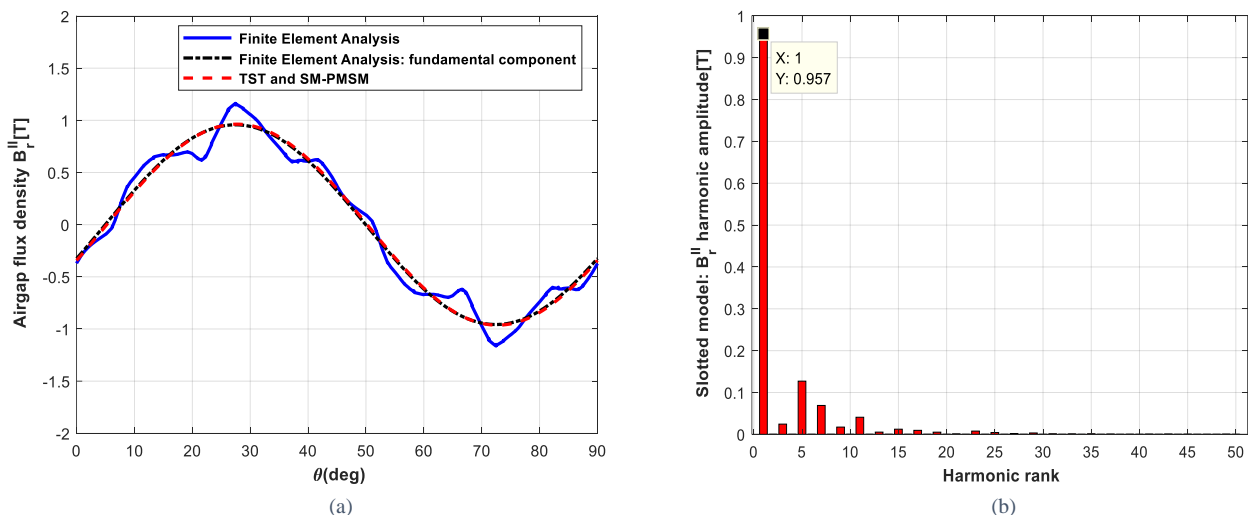 2
1.5
1
0.5
0
-0.5
-1
-1.5
-2
Airgap flux density B_r^II[T]
Finite Element Analysis
Finite Element Analysis: fundamental component
TST and SM-PMSM
0 10 20 30 40 50 60 70 80 90
θ(deg)
(a)
1
0.9
0.8
0.7
0.6
0.5
0.4
0.3
0.2
0.1
0
Slotted model: B_r^II harmonic amplitude[T]
X: 1
Y: 0.957
0 5 10 15 20 25 30 35 40 45 50
Harmonic rank
(b)